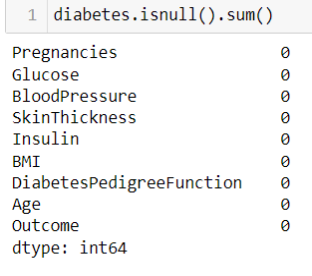 1 diabetes.isnull().sum()
Pregnancies 0
Glucose 0
BloodPressure 0
SkinThickness 0
Insulin 0
BMI 0
DiabetesPedigreeFunction 0
Age 0
Outcome 0
dtype: int64